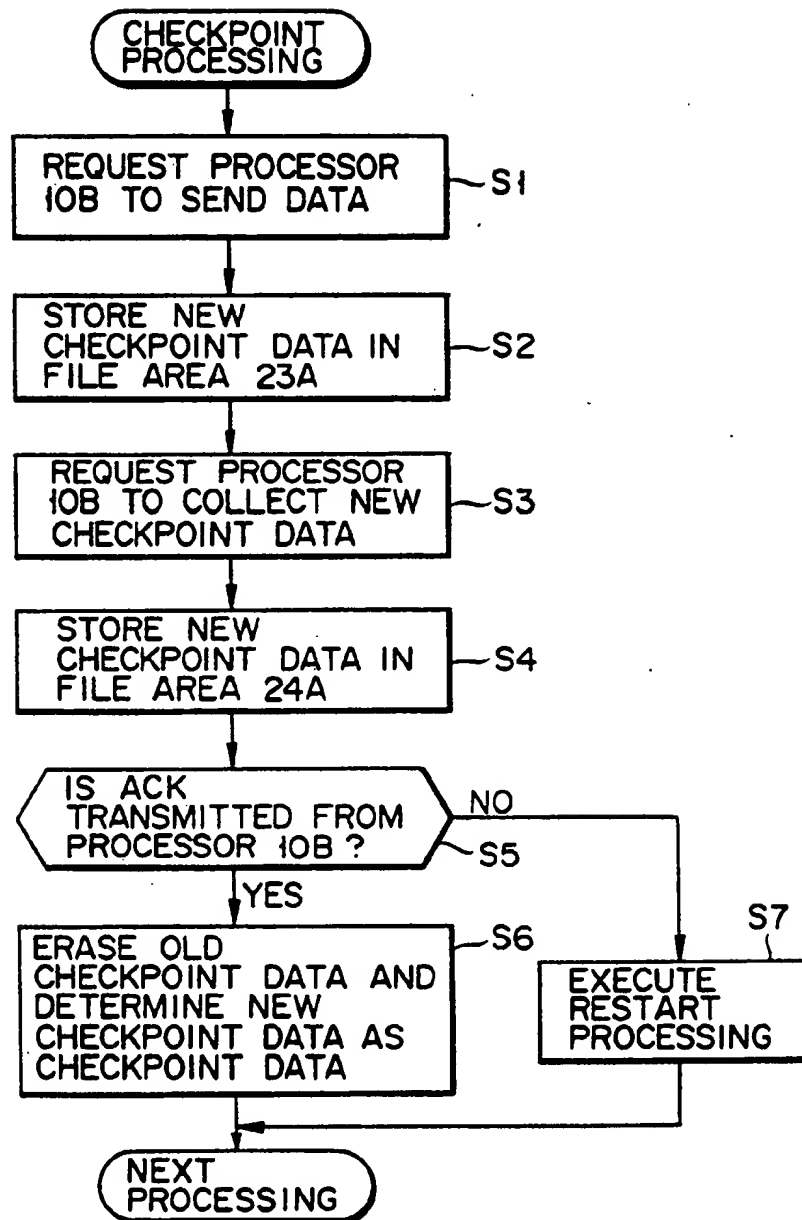 CHECKPOINT
PROCESSING
REQUEST PROCESSOR
10B TO SEND DATA
S1
STORE NEW
CHECKPOINT DATA IN
FILE AREA 23A
S2
REQUEST PROCESSOR
10B TO COLLECT NEW
CHECKPOINT DATA
S3
STORE NEW
CHECKPOINT DATA IN
FILE AREA 24A
S4
IS ACK
TRANSMITTED FROM
PROCESSOR 10B?
NO
S5
YES
ERASE OLD
CHECKPOINT DATA AND
DETERMINE NEW
CHECKPOINT DATA AS
CHECKPOINT DATA
S6
S7
EXECUTE
RESTART
PROCESSING
NEXT
PROCESSING